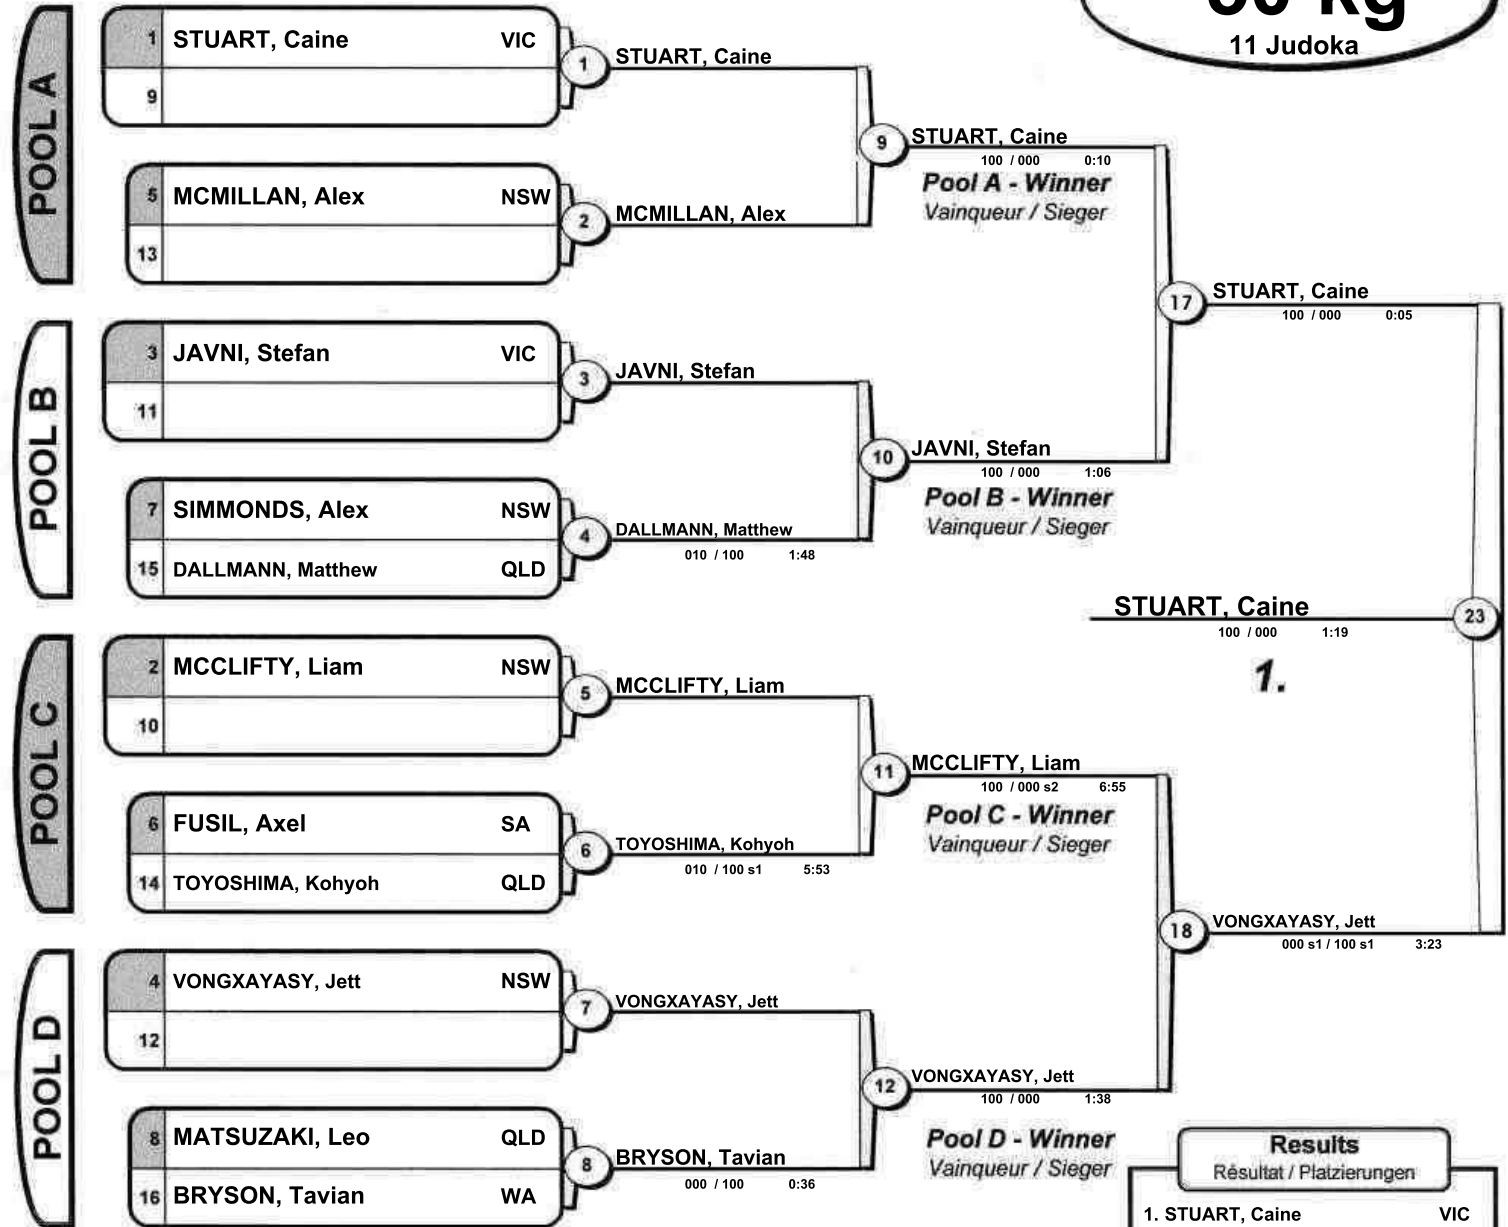 kg
11 Judoka
POOL A
1 STUART, Caine VIC
9
5 MCMILLAN, Alex NSW
13
1 STUART, Caine
2 MCMILLAN, Alex
9 STUART, Caine
100 / 000 0:10
Pool A - Winner
Vainqueur / Sieger
POOL B
3 JAVNI, Stefan VIC
11
7 SIMMONDS, Alex NSW
15 DALLMANN, Matthew QLD
3 JAVNI, Stefan
4 DALLMANN, Matthew
010 / 100 1:48
10 JAVNI, Stefan
100 / 000 1:06
Pool B - Winner
Vainqueur / Sieger
17 STUART, Caine
100 / 000 0:05
POOL C
2 MCCLIFTY, Liam NSW
10
6 FUSIL, Axel SA
14 TOYOSHIMA, Kohyoh QLD
5 MCCLIFTY, Liam
6 TOYOSHIMA, Kohyoh
010 / 100 s1 5:53
11 MCCLIFTY, Liam
100 / 000 s2 6:55
Pool C - Winner
Vainqueur / Sieger
POOL D
4 VONGXAYASY, Jett NSW
12
8 MATSUZAKI, Leo QLD
16 BRYSON, Tavian WA
7 VONGXAYASY, Jett
8 BRYSON, Tavian
000 / 100 0:36
12 VONGXAYASY, Jett
100 / 000 1:38
Pool D - Winner
Vainqueur / Sieger
18 VONGXAYASY, Jett
000 s1 / 100 s1 3:23
STUART, Caine 23
100 / 000 1:19
1.
Results
Résultat / Platzierungen
1. STUART, Caine VIC